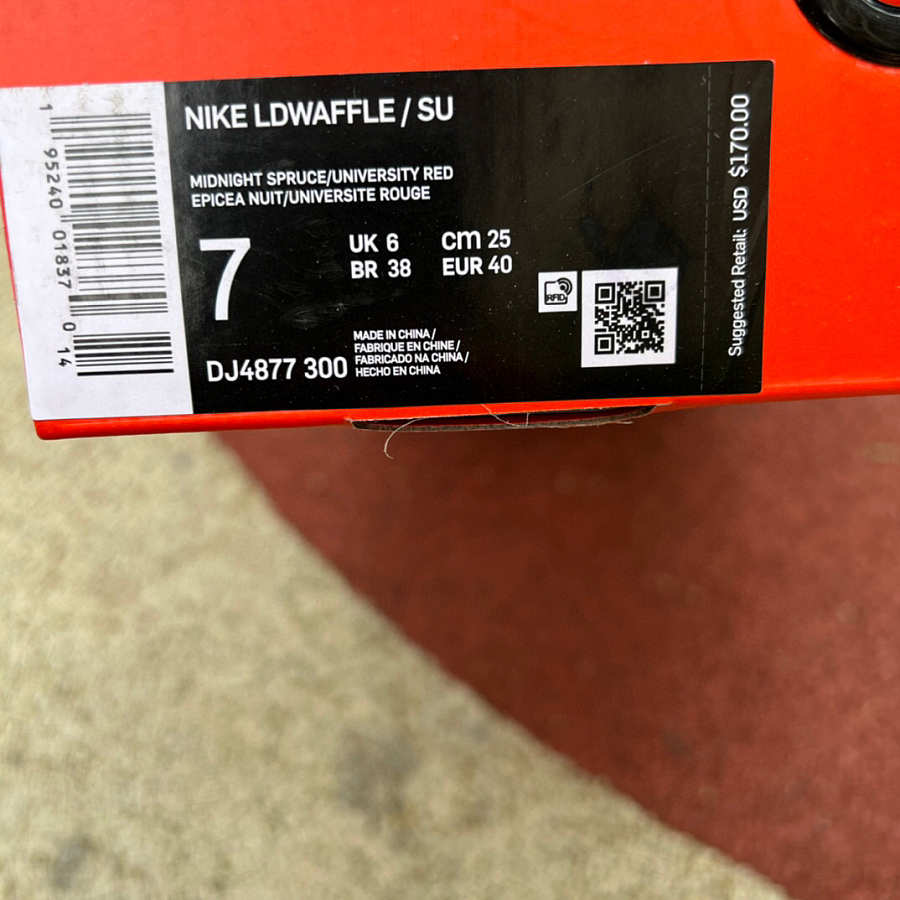 NIKE LDWAFFLE / SU
MIDNIGHT SPRUCE/UNIVERSITY RED
EPICEA NUIT/UNIVERSITE ROUGE
7
UK 6 cm 25
BR 38 EUR 40
DJ4877 300
MADE IN CHINA /
FABRIQUE EN CHINE /
FABRICADO NA CHINA /
HECHO EN CHINA
RFID
Suggested Retail: USD $170.00
1 95240 01837 0 14